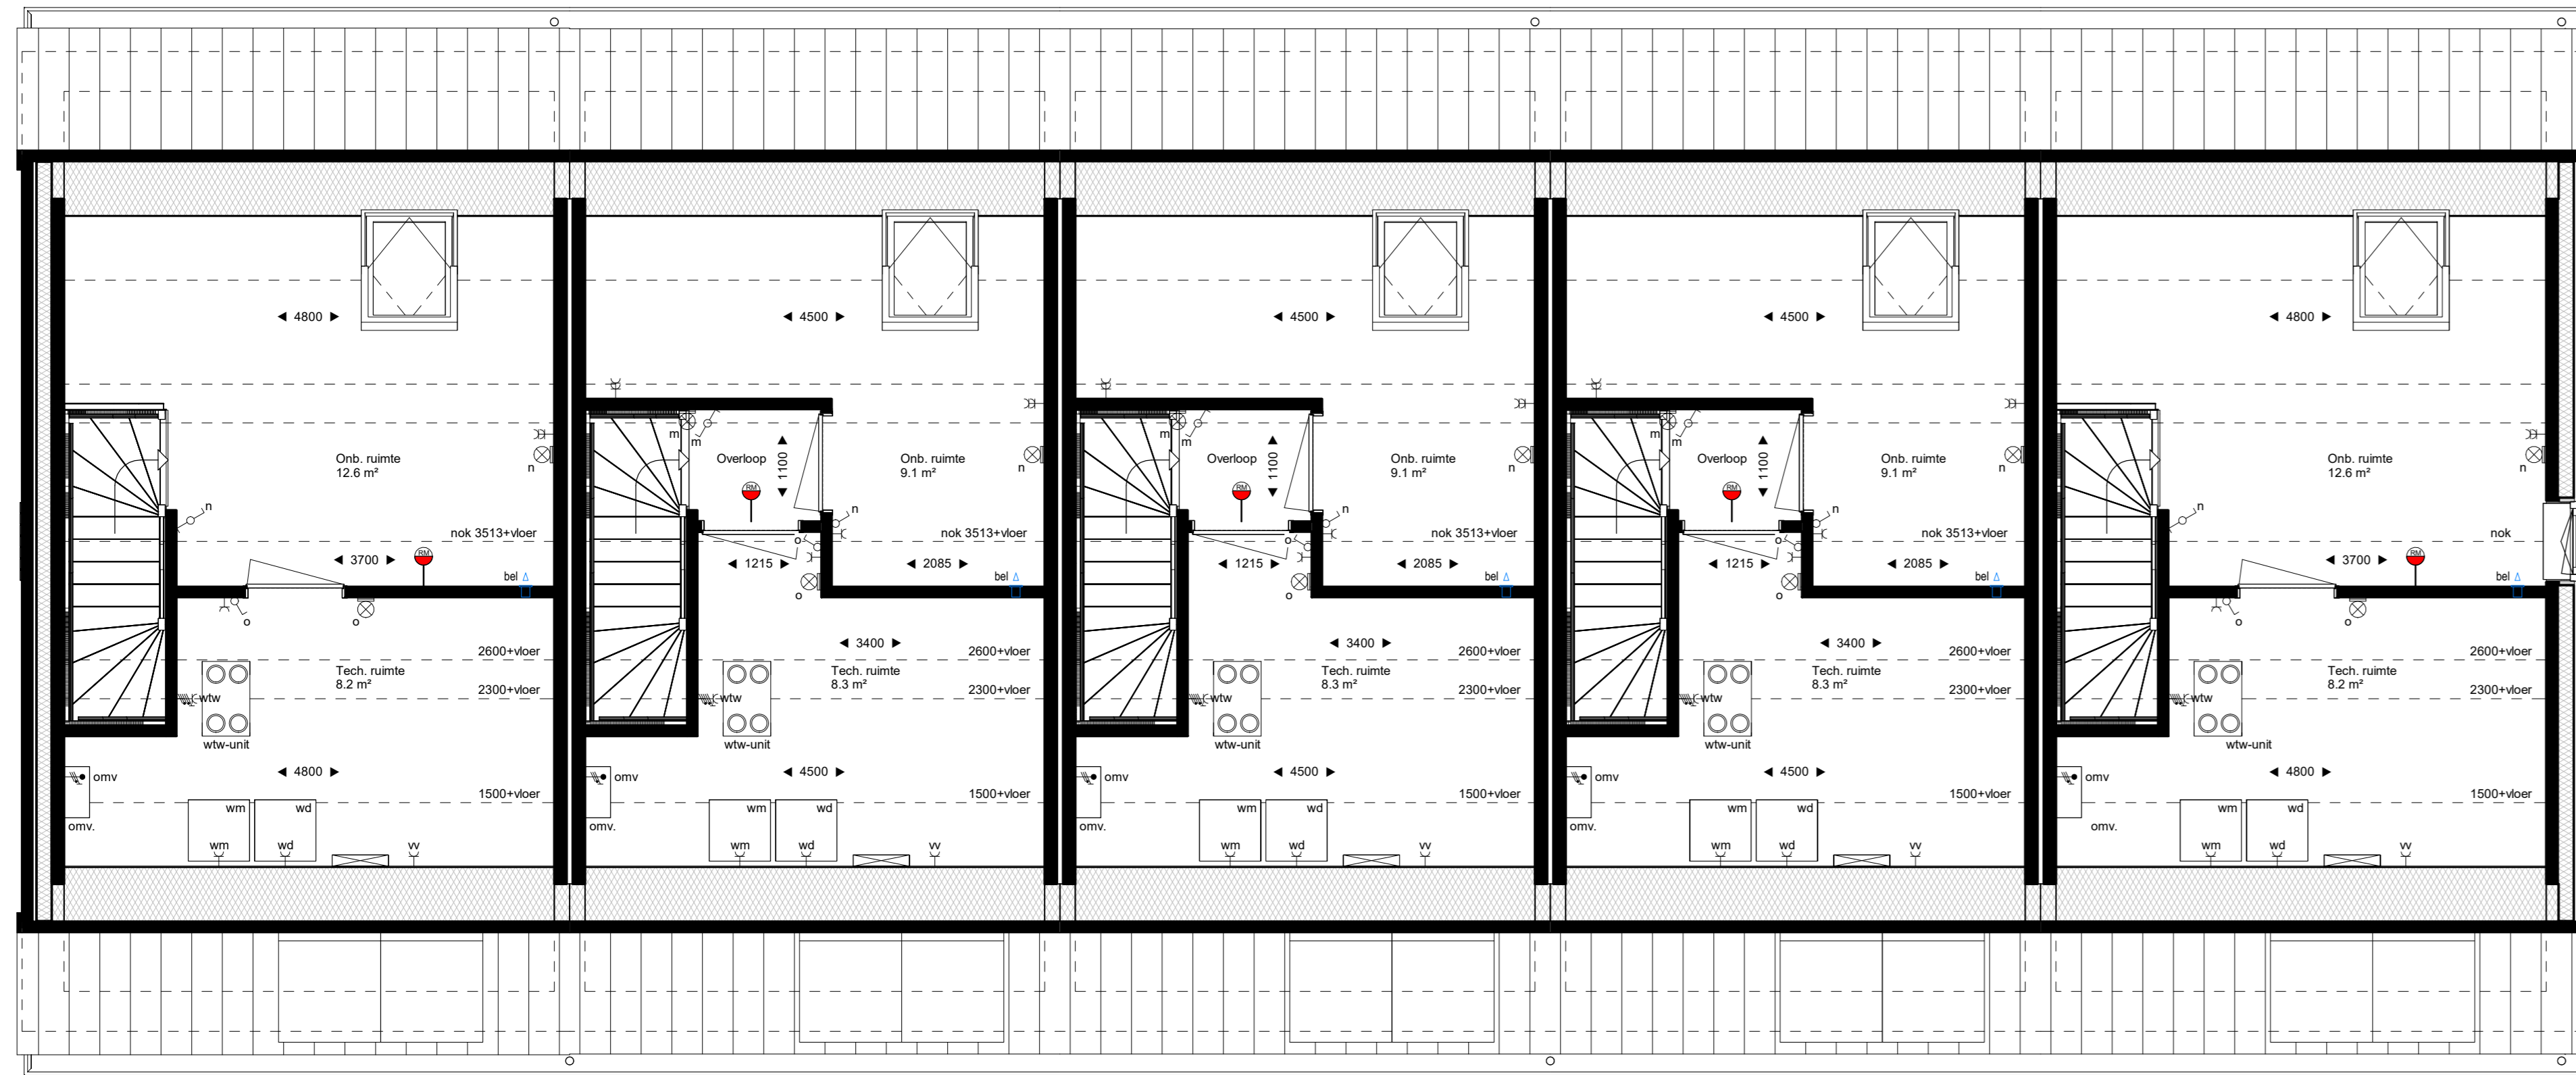 4800
4500
4500
4500
4800
m
m
m
m
m
m
Onb. ruimte
12.6 m²
n
Overloop
1100
Onb. ruimte
9.1 m²
n
Overloop
1100
Onb. ruimte
9.1 m²
n
Overloop
1100
Onb. ruimte
9.1 m²
n
Onb. ruimte
12.6 m²
n
RM
RM
RM
n
n
n
n
n
nok 3513+vloer
nok 3513+vloer
nok 3513+vloer
nok 3513+vloer
nok
o
o
o
RM
RM
3700
1215
2085
1215
2085
1215
2085
3700
bel
bel
bel
bel
bel
o
o
o
o
o
o
o
3400
3400
3400
2600+vloer
2600+vloer
2600+vloer
2600+vloer
2600+vloer
Tech. ruimte
8.2 m²
Tech. ruimte
8.3 m²
Tech. ruimte
8.3 m²
Tech. ruimte
8.3 m²
Tech. ruimte
8.2 m²
2300+vloer
2300+vloer
2300+vloer
2300+vloer
2300+vloer
wtw
wtw
wtw
wtw
wtw
wtw-unit
wtw-unit
wtw-unit
wtw-unit
wtw-unit
4800
4500
4500
4500
4800
omv
omv
omv
omv
omv
1500+vloer
1500+vloer
1500+vloer
1500+vloer
1500+vloer
wm wd
wm wd
wm wd
wm wd
wm wd
omv.
omv.
omv.
omv.
omv.
wm wd vv
wm wd vv
wm wd vv
wm wd vv
wm wd vv